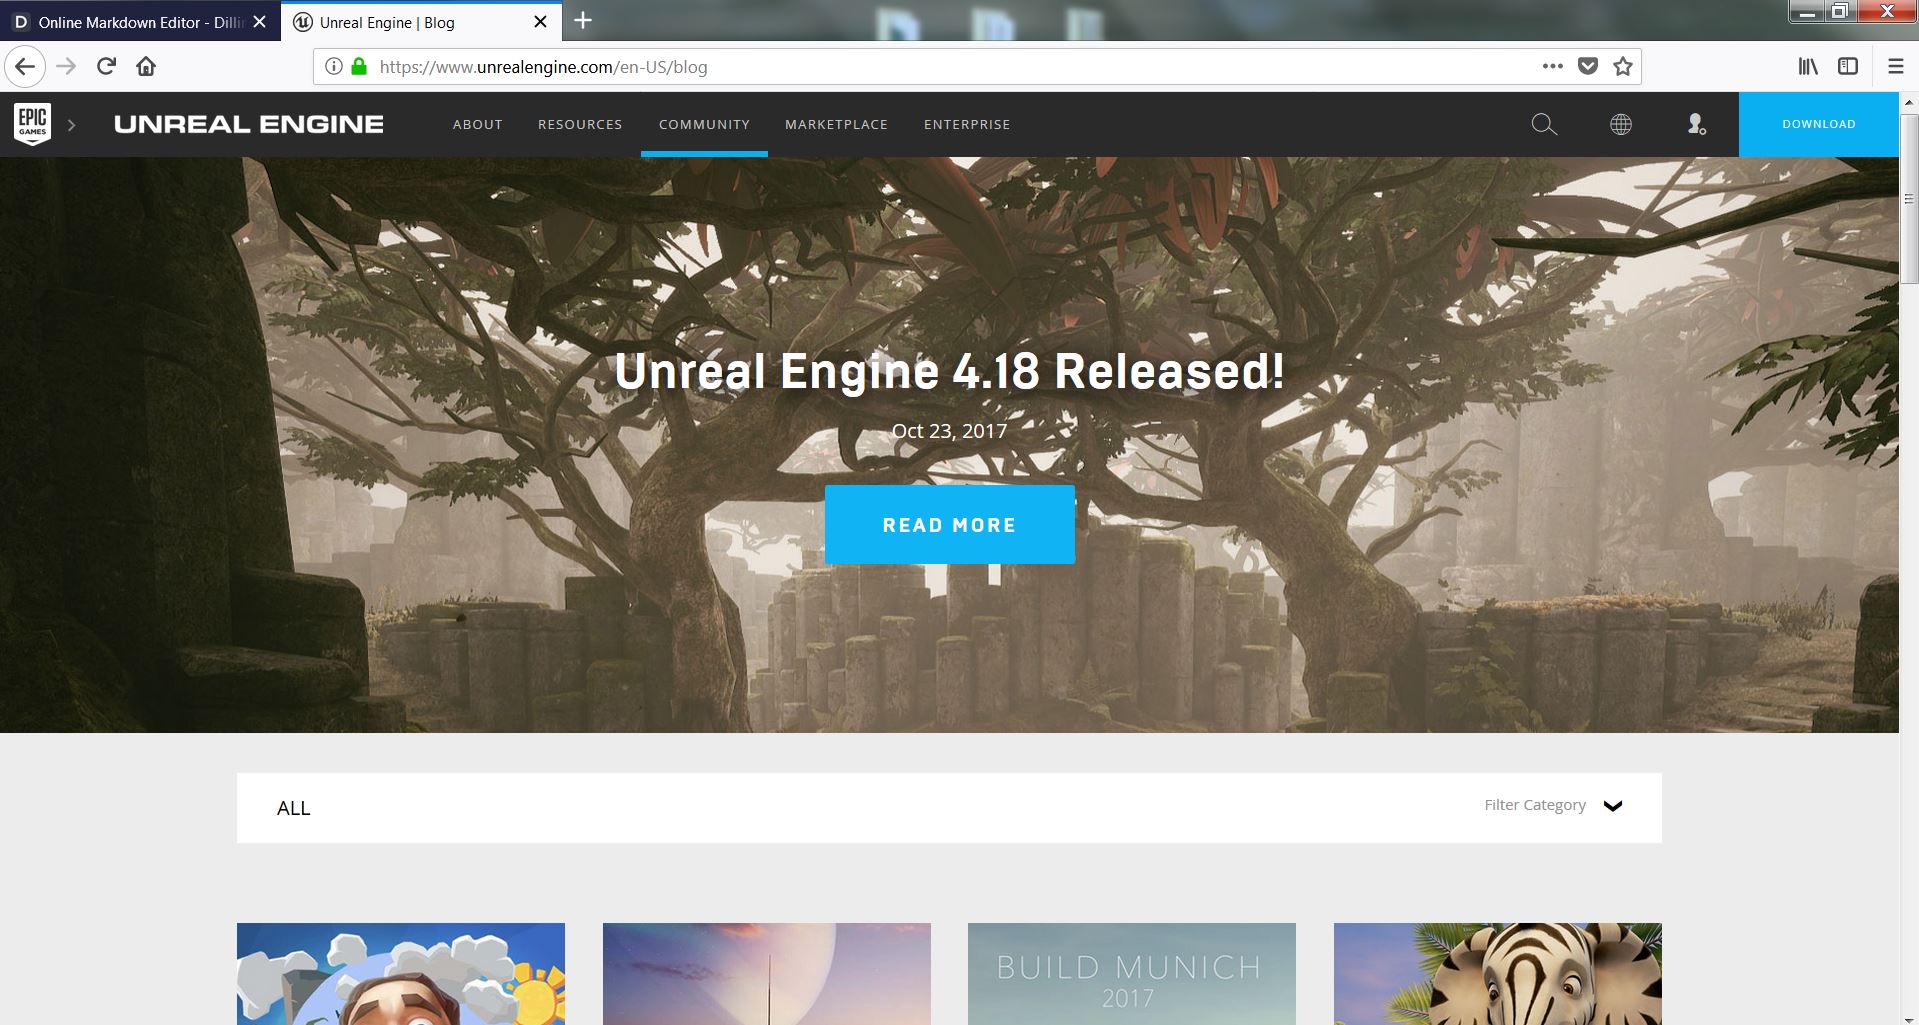 Online Markdown Editor - Dillin
Unreal Engine | Blog
https://www.unrealengine.com/en-US/blog
EPIC
GAMES
UNREAL ENGINE
ABOUT
RESOURCES
COMMUNITY
MARKETPLACE
ENTERPRISE
DOWNLOAD
Unreal Engine 4.18 Released!
Oct 23, 2017
READ MORE
ALL
Filter Category
BUILD MUNICH
2017